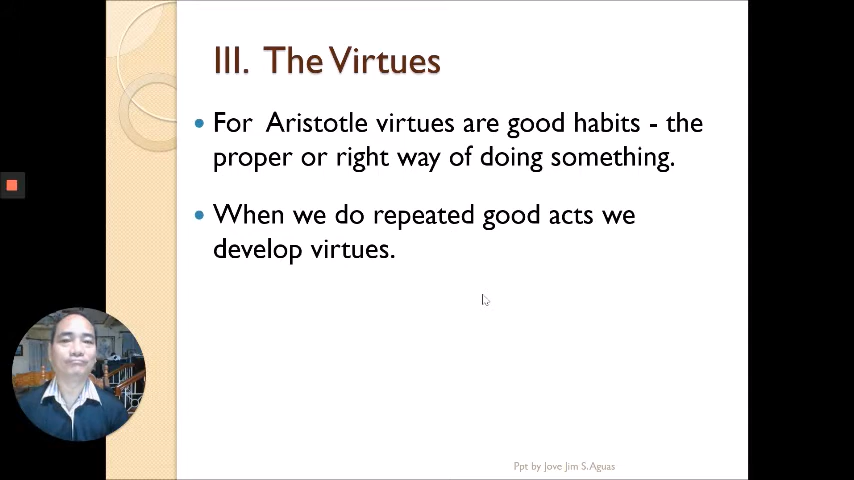 III. The Virtues
For Aristotle virtues are good habits - the
proper or right way of doing something.
When we do repeated good acts we
develop virtues.
Ppt by Jove Jim S. Aguas